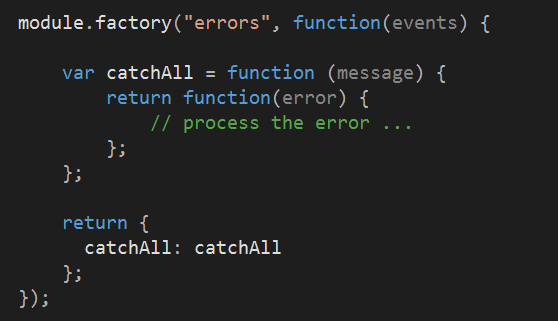 module.factory("errors", function(events) {
var catchAll = function (message) {
return function(error) {
// process the error ...
};
};
return {
catchAll: catchAll
};
});